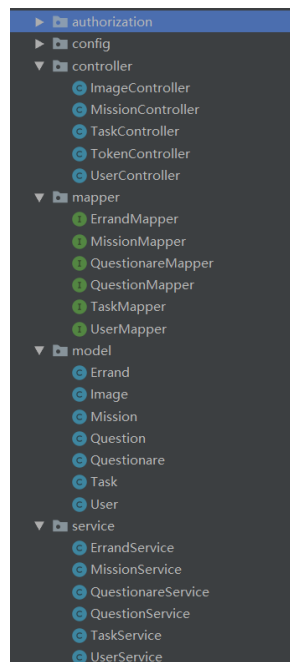 authorization
config
controller
ImageController
MissionController
TaskController
TokenController
UserController
mapper
ErrandMapper
MissionMapper
QuestionareMapper
QuestionMapper
TaskMapper
UserMapper
model
Errand
Image
Mission
Question
Questionare
Task
User
service
ErrandService
MissionService
QuestionareService
QuestionService
TaskService
UserService